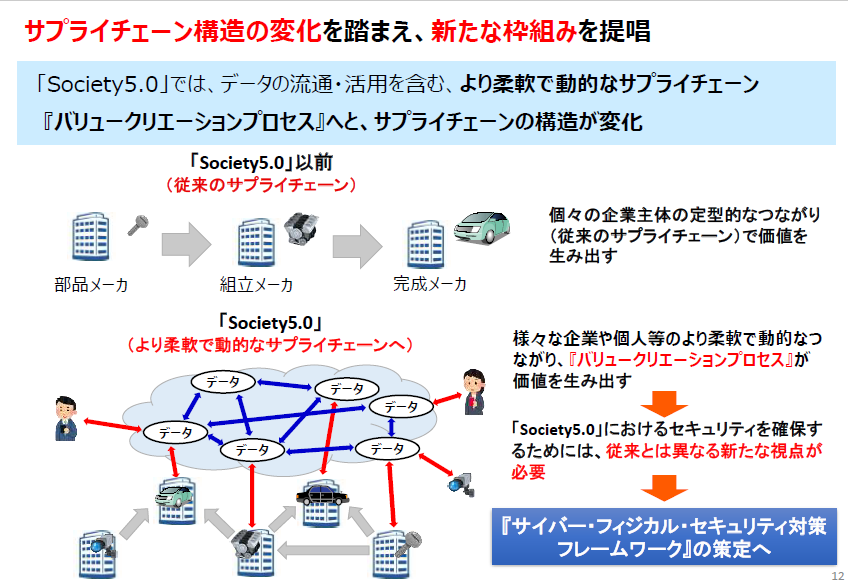 サプライチェーン構造の変化を踏まえ、新たな枠組みを提唱
「Society5.0」では、データの流通・活用を含む、より柔軟で動的なサプライチェーン
『バリュークリエーションプロセス』へと、サプライチェーンの構造が変化
「Society5.0」以前
（従来のサプライチェーン）
部品メーカ
組立メーカ
完成メーカ
個々の企業主体の定型的なつながり
（従来のサプライチェーン）で価値を
生み出す
「Society5.0」
（より柔軟で動的なサプライチェーンへ）
データ
データ
データ
データ
データ
データ
様々な企業や個人等のより柔軟で動的なつ
ながり、『バリュークリエーションプロセス』が
価値を生み出す
「Society5.0」におけるセキュリティを確保す
るためには、従来とは異なる新たな視点が
必要
『サイバー・フィジカル・セキュリティ対策
フレームワーク』の策定へ
12